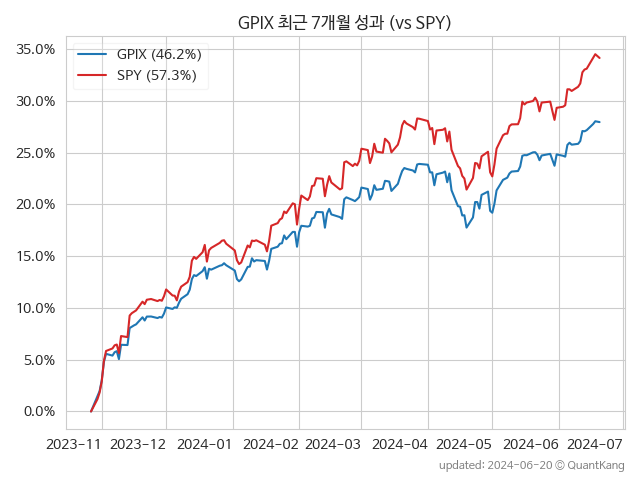 GPIX 최근 7개월 성과 (vs SPY)
GPIX (46.2%)
SPY (57.3%)
35.0%
30.0%
25.0%
20.0%
15.0%
10.0%
5.0%
0.0%
2023-11 2023-12 2024-01 2024-02 2024-03 2024-04 2024-05 2024-06 2024-07
updated: 2024-06-20 © QuantKang